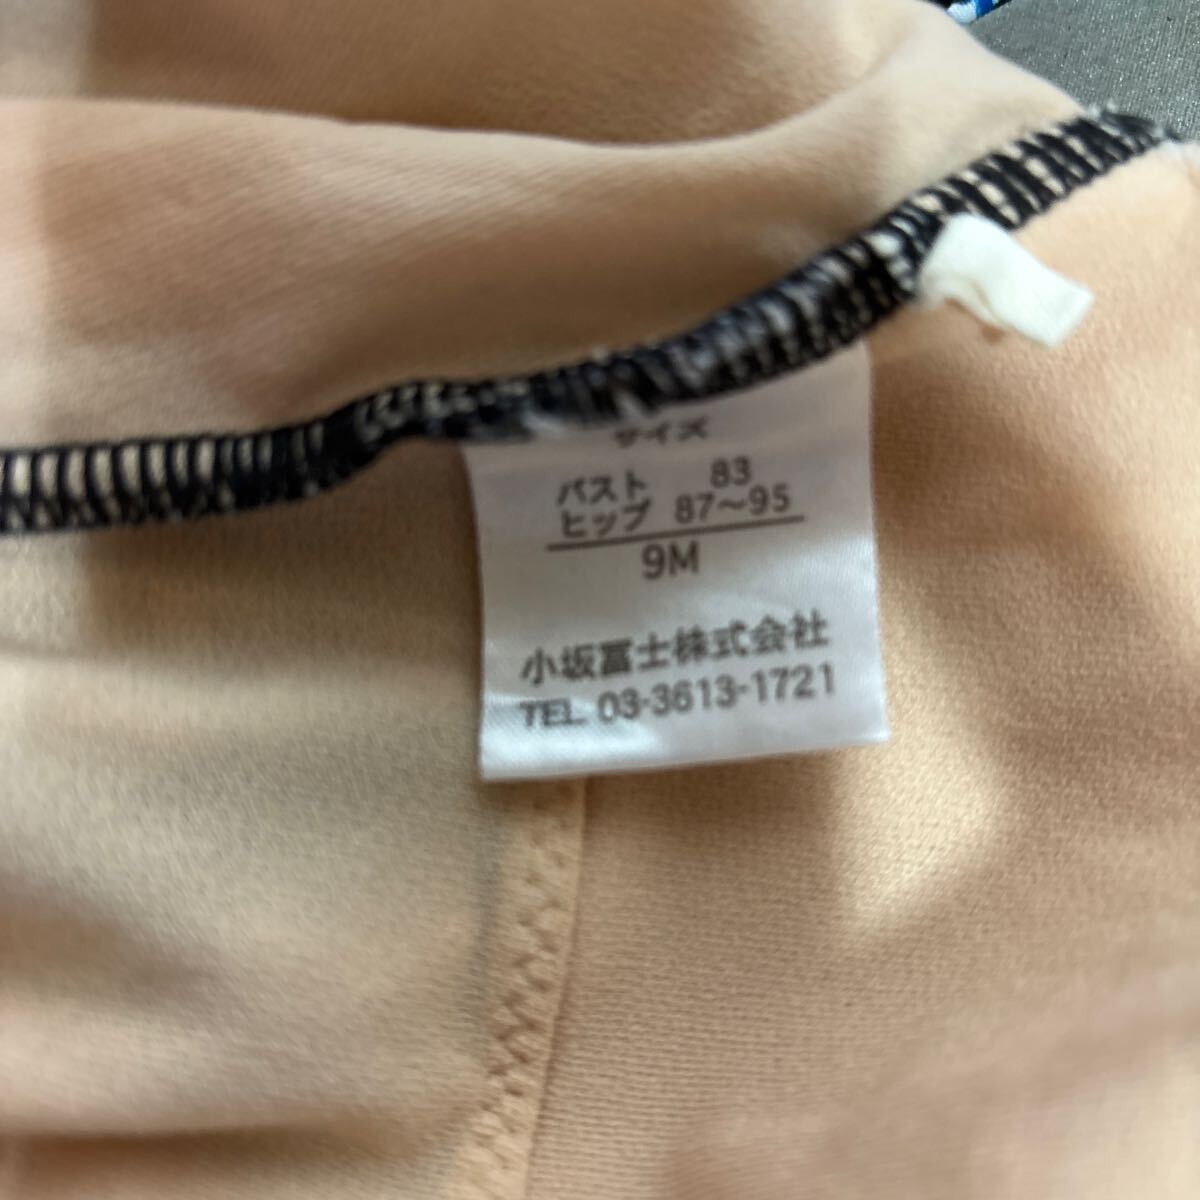 サイズ
バスト 83
ヒップ 87〜95
9M
小坂冨士株式会社
TEL 03-3613-1721